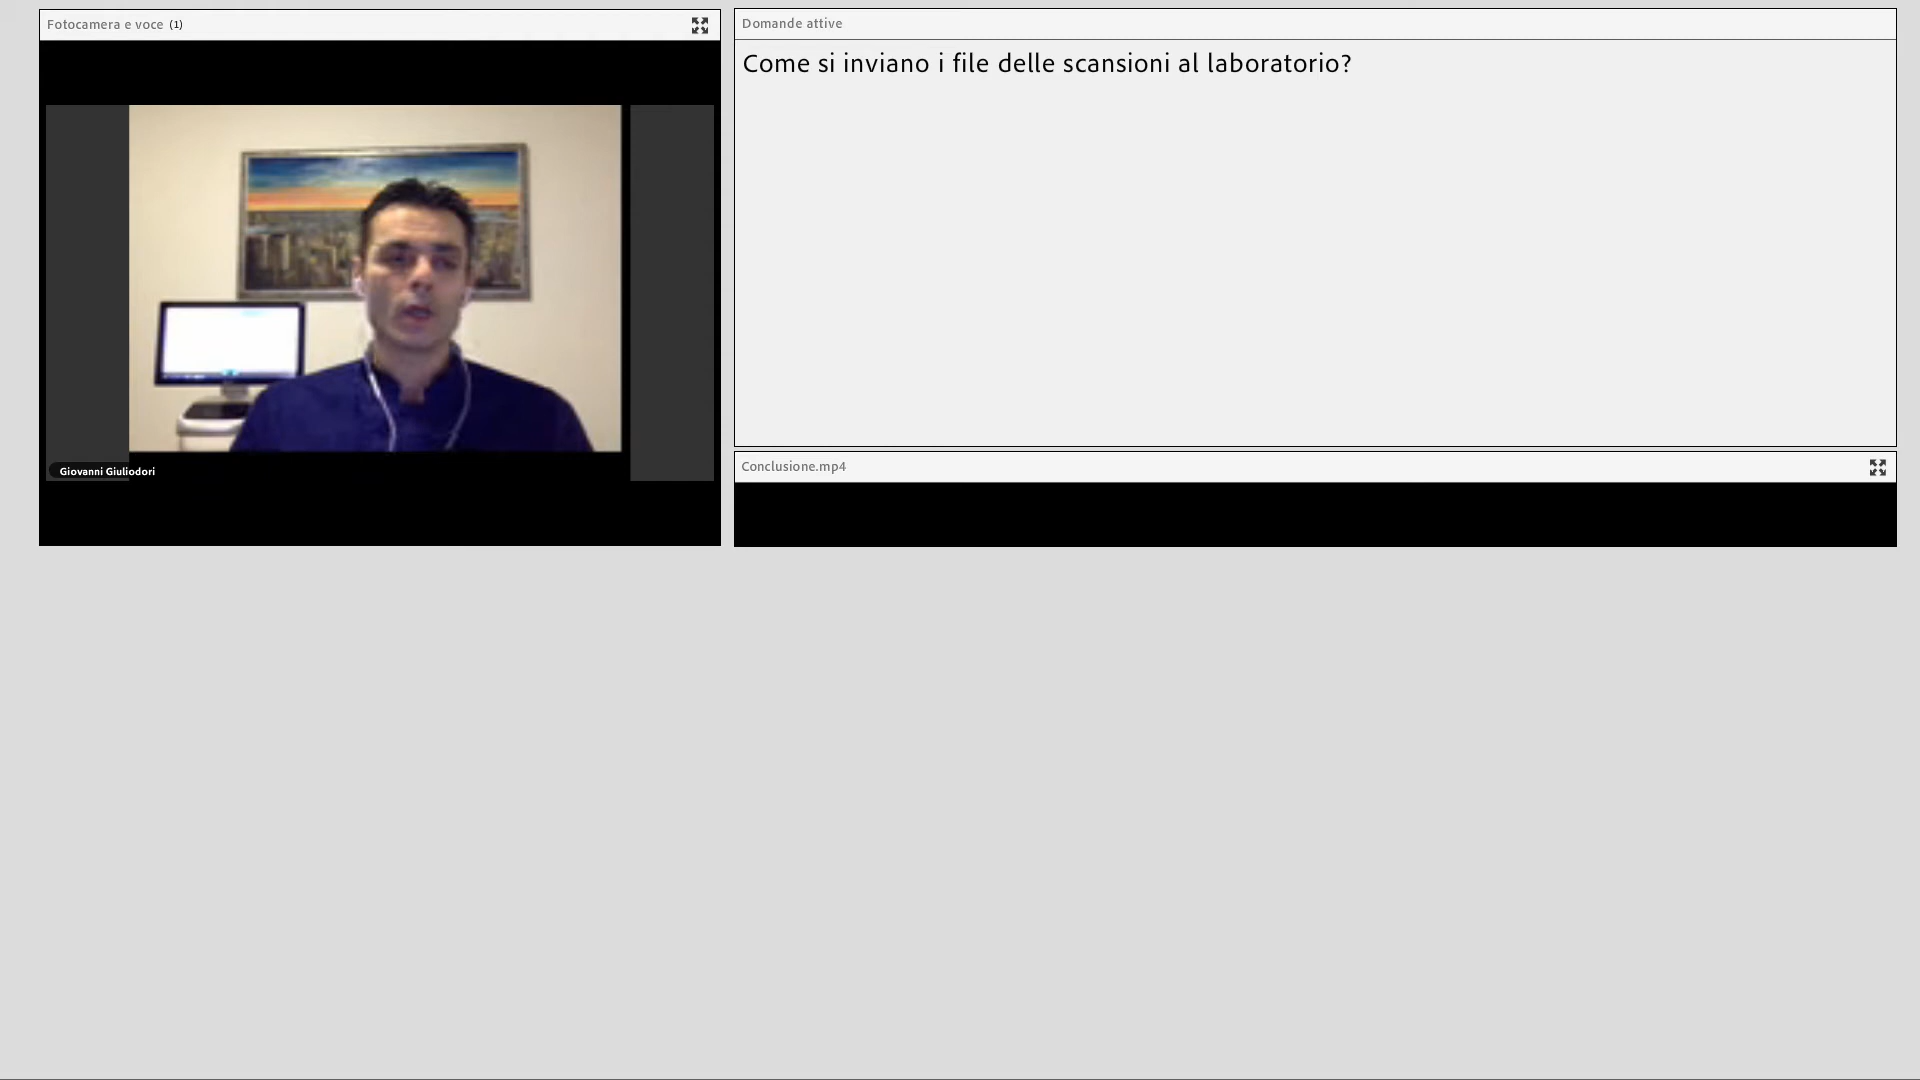 Fotocamera e voce (1)
Giovanni Giuliodori
Domande attive
Come si inviano i file delle scansioni al laboratorio?
Conclusione.mp4